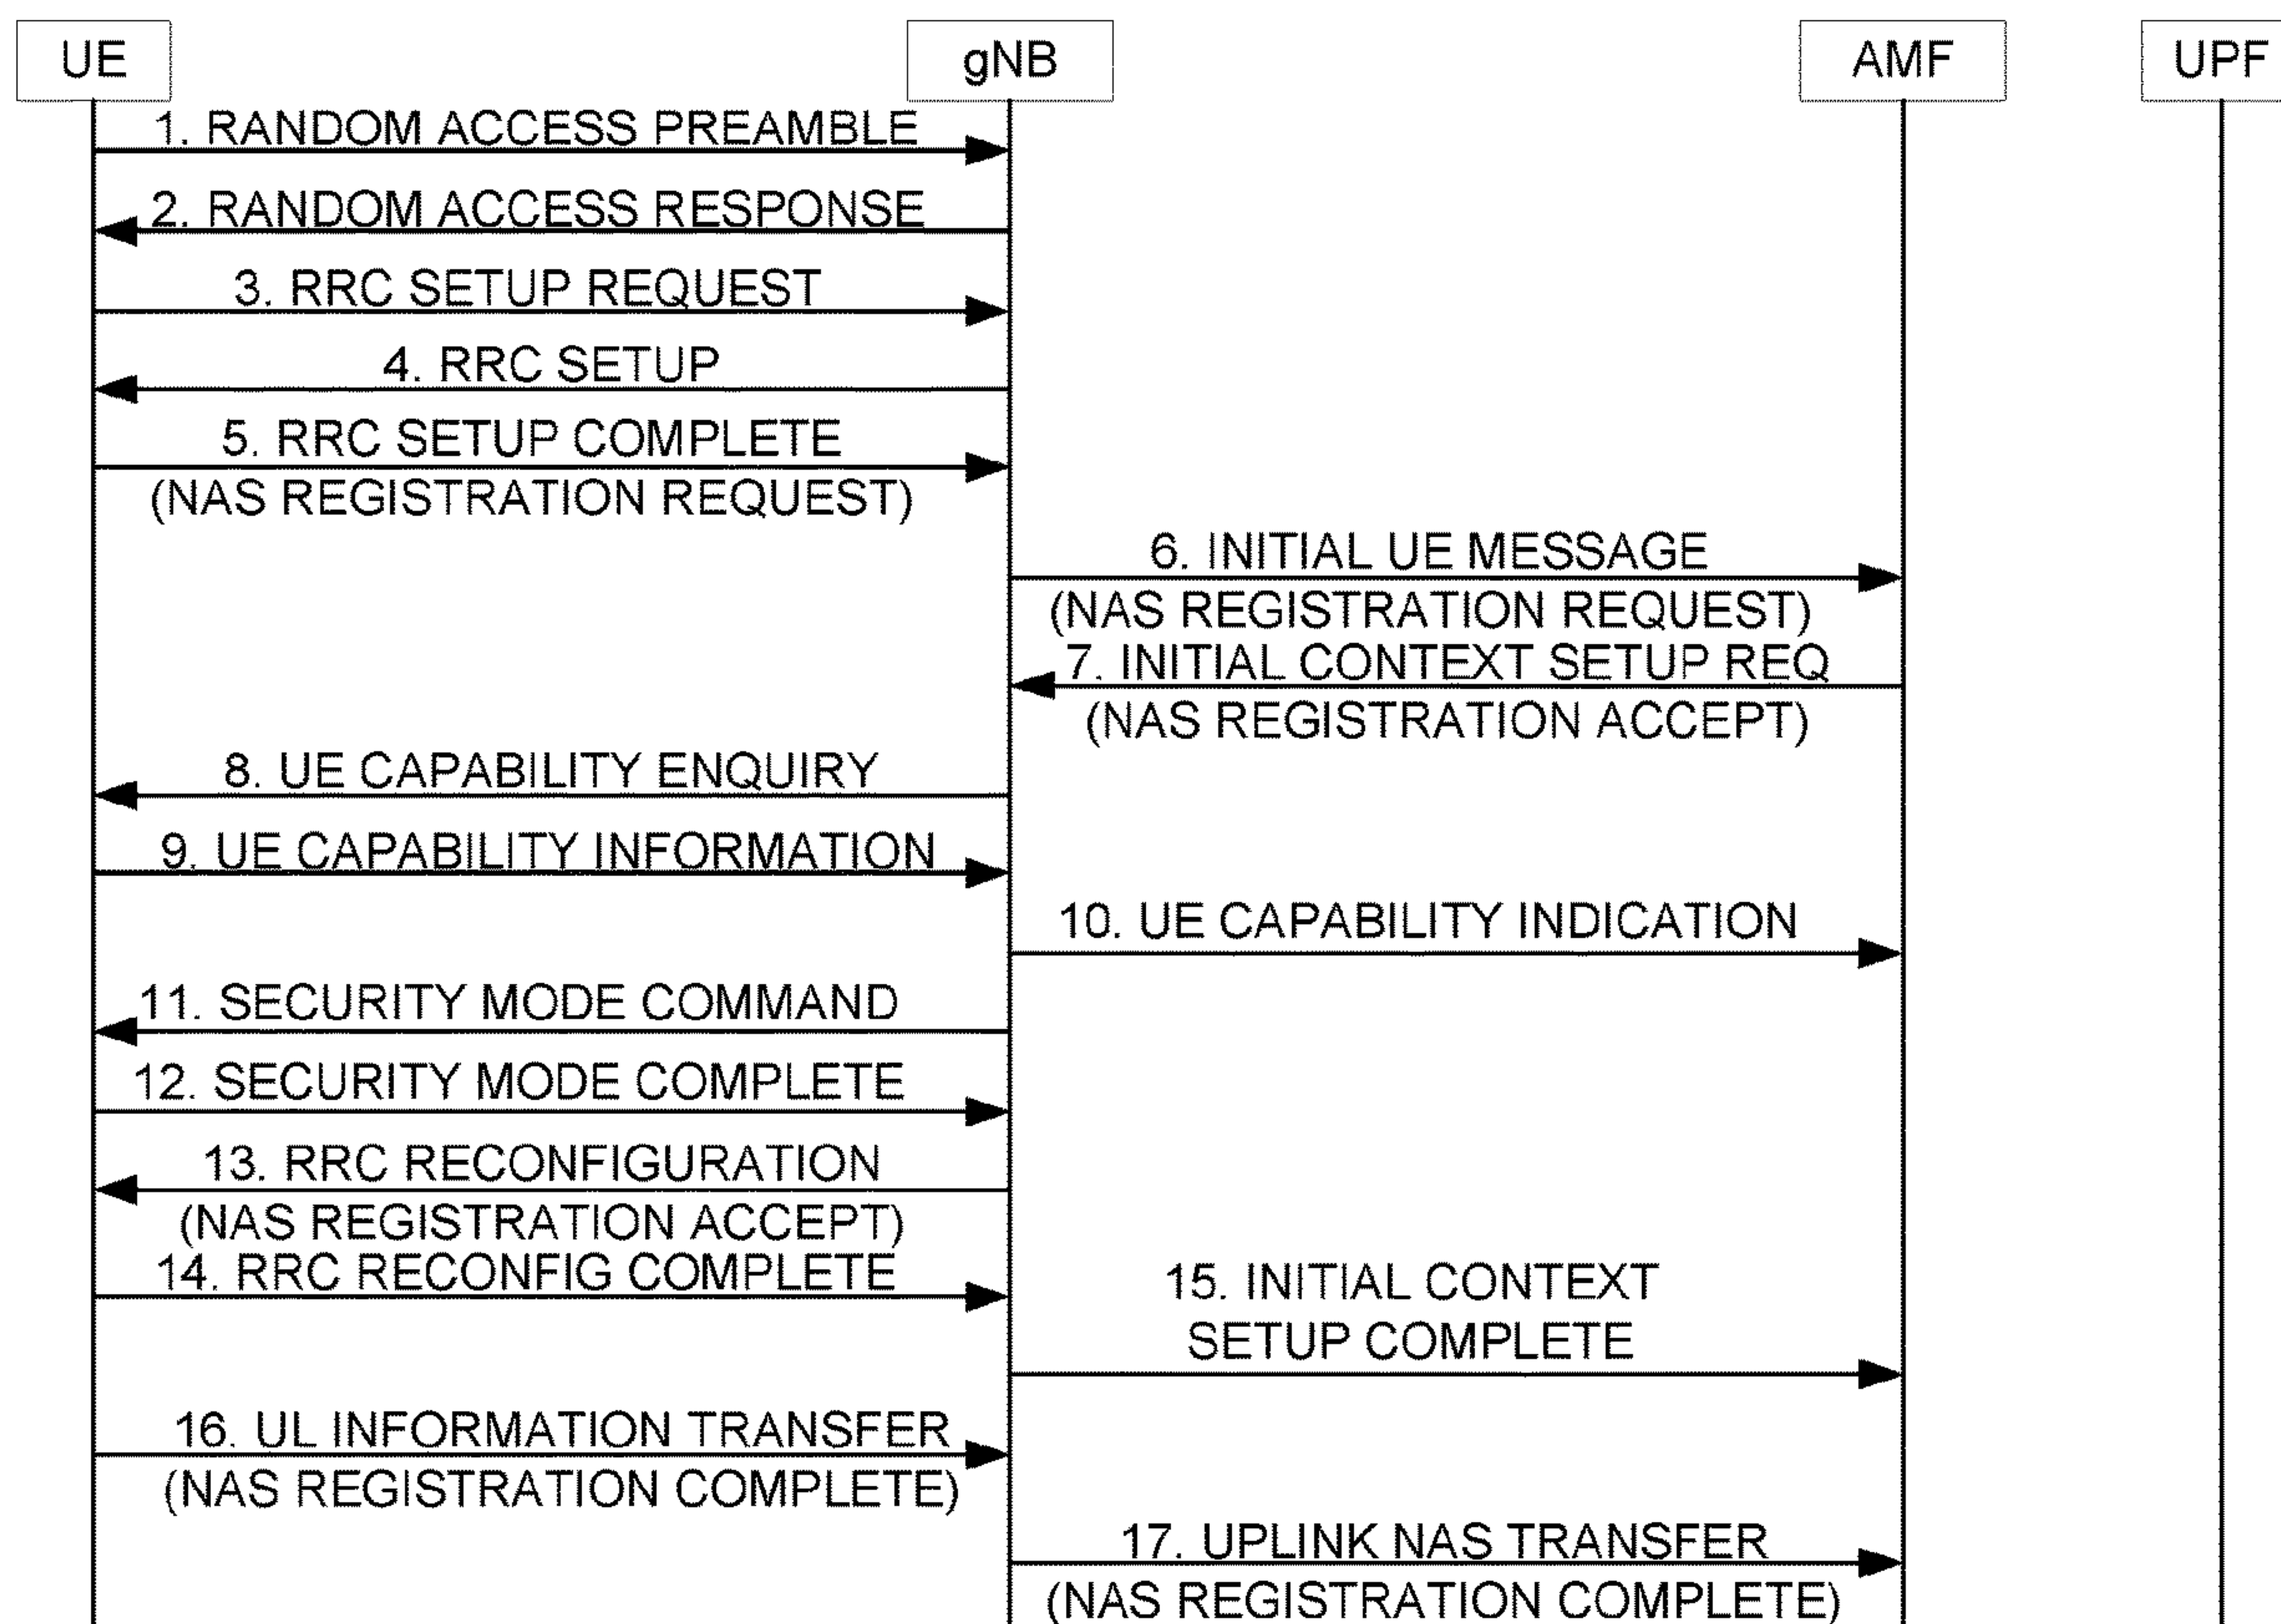 UE
gNB
AMF
UPF
1. RANDOM ACCESS PREAMBLE
2. RANDOM ACCESS RESPONSE
3. RRC SETUP REQUEST
4. RRC SETUP
5. RRC SETUP COMPLETE
(NAS REGISTRATION REQUEST)
6. INITIAL UE MESSAGE
(NAS REGISTRATION REQUEST)
7. INITIAL CONTEXT SETUP REQ
(NAS REGISTRATION ACCEPT)
8. UE CAPABILITY ENQUIRY
9. UE CAPABILITY INFORMATION
10. UE CAPABILITY INDICATION
11. SECURITY MODE COMMAND
12. SECURITY MODE COMPLETE
13. RRC RECONFIGURATION
(NAS REGISTRATION ACCEPT)
14. RRC RECONFIG COMPLETE
15. INITIAL CONTEXT
SETUP COMPLETE
16. UL INFORMATION TRANSFER
(NAS REGISTRATION COMPLETE)
17. UPLINK NAS TRANSFER
(NAS REGISTRATION COMPLETE)